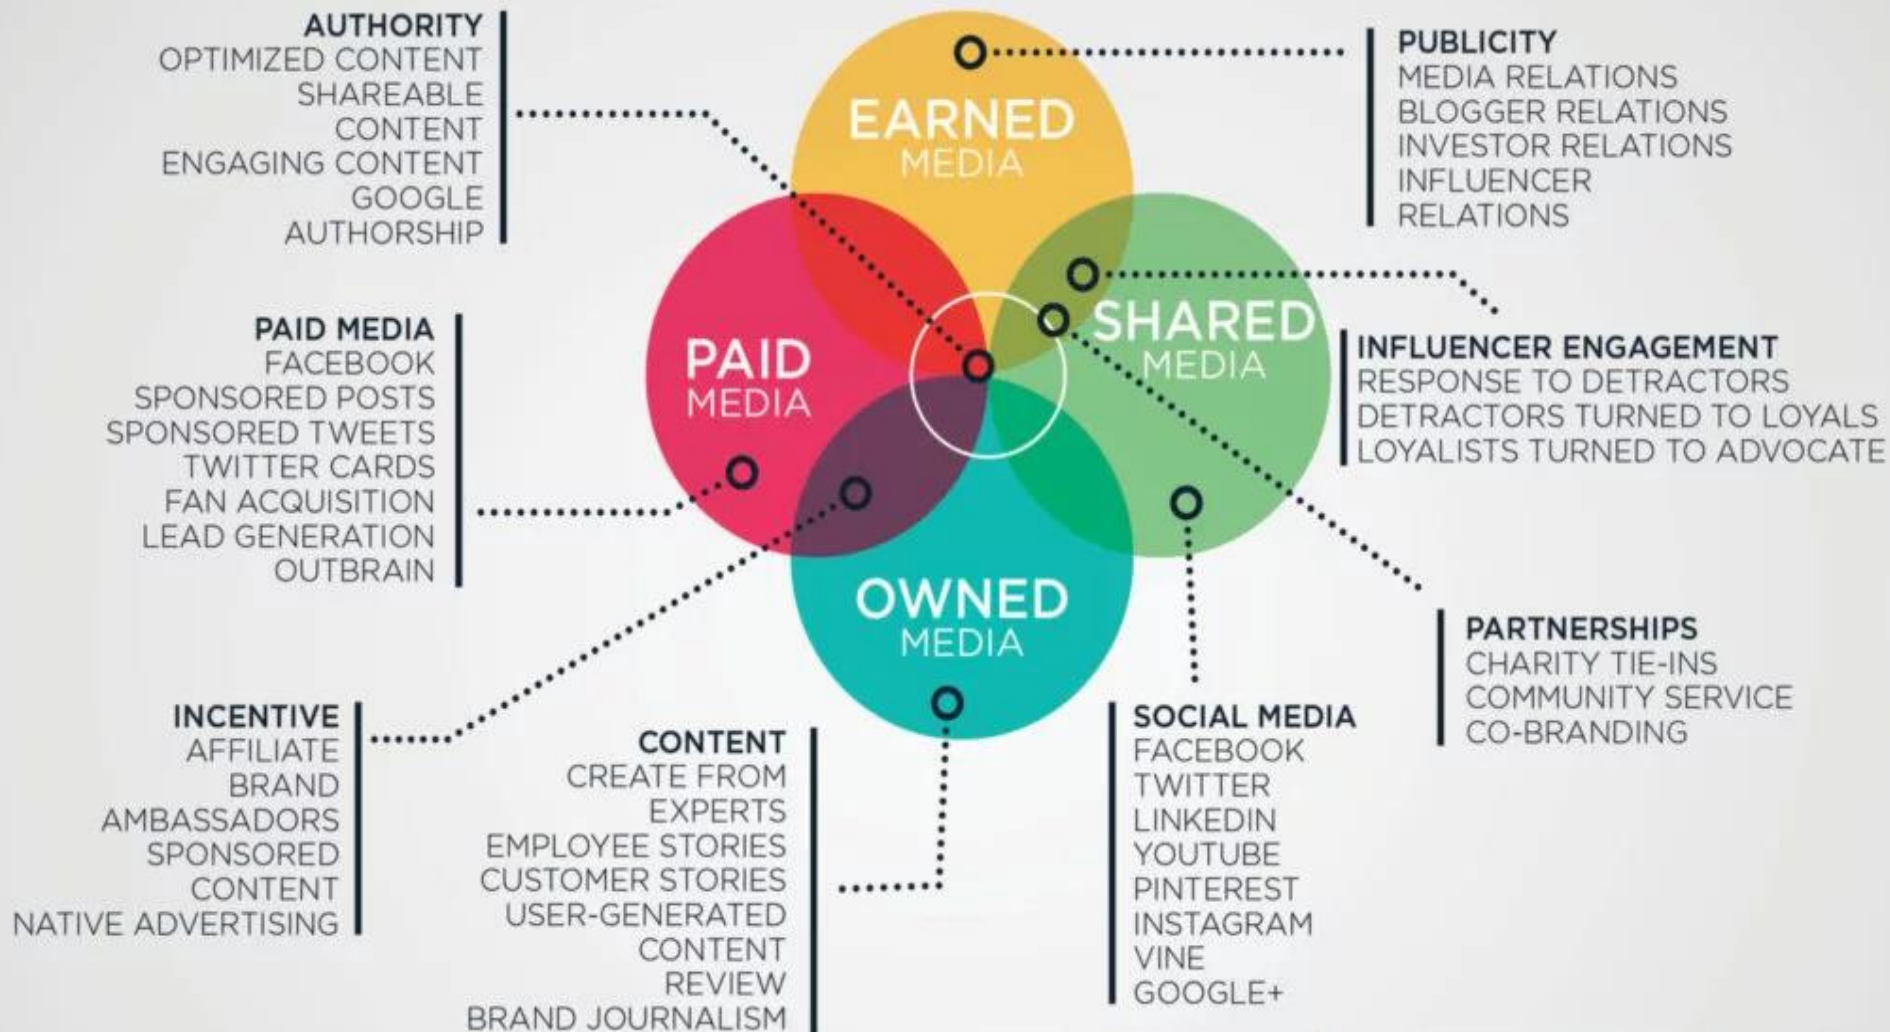 AUTHORITY
OPTIMIZED CONTENT
SHAREABLE
CONTENT
ENGAGING CONTENT
GOOGLE
AUTHORSHIP
EARNED
MEDIA
PUBLICITY
MEDIA RELATIONS
BLOGGER RELATIONS
INVESTOR RELATIONS
INFLUENCER
RELATIONS
PAID MEDIA
FACEBOOK
SPONSORED POSTS
SPONSORED TWEETS
TWITTER CARDS
FAN ACQUISITION
LEAD GENERATION
OUTBRAIN
PAID
MEDIA
SHARED
MEDIA
INFLUENCER ENGAGEMENT
RESPONSE TO DETRACTORS
DETRACTORS TURNED TO LOYALS
LOYALISTS TURNED TO ADVOCATE
OWNED
MEDIA
INCENTIVE
AFFILIATE
BRAND
AMBASSADORS
SPONSORED
CONTENT
NATIVE ADVERTISING
CONTENT
CREATE FROM
EXPERTS
EMPLOYEE STORIES
CUSTOMER STORIES
USER-GENERATED
CONTENT
REVIEW
BRAND JOURNALISM
SOCIAL MEDIA
FACEBOOK
TWITTER
LINKEDIN
YOUTUBE
PINTEREST
INSTAGRAM
VINE
GOOGLE+
PARTNERSHIPS
CHARITY TIE-INS
COMMUNITY SERVICE
CO-BRANDING